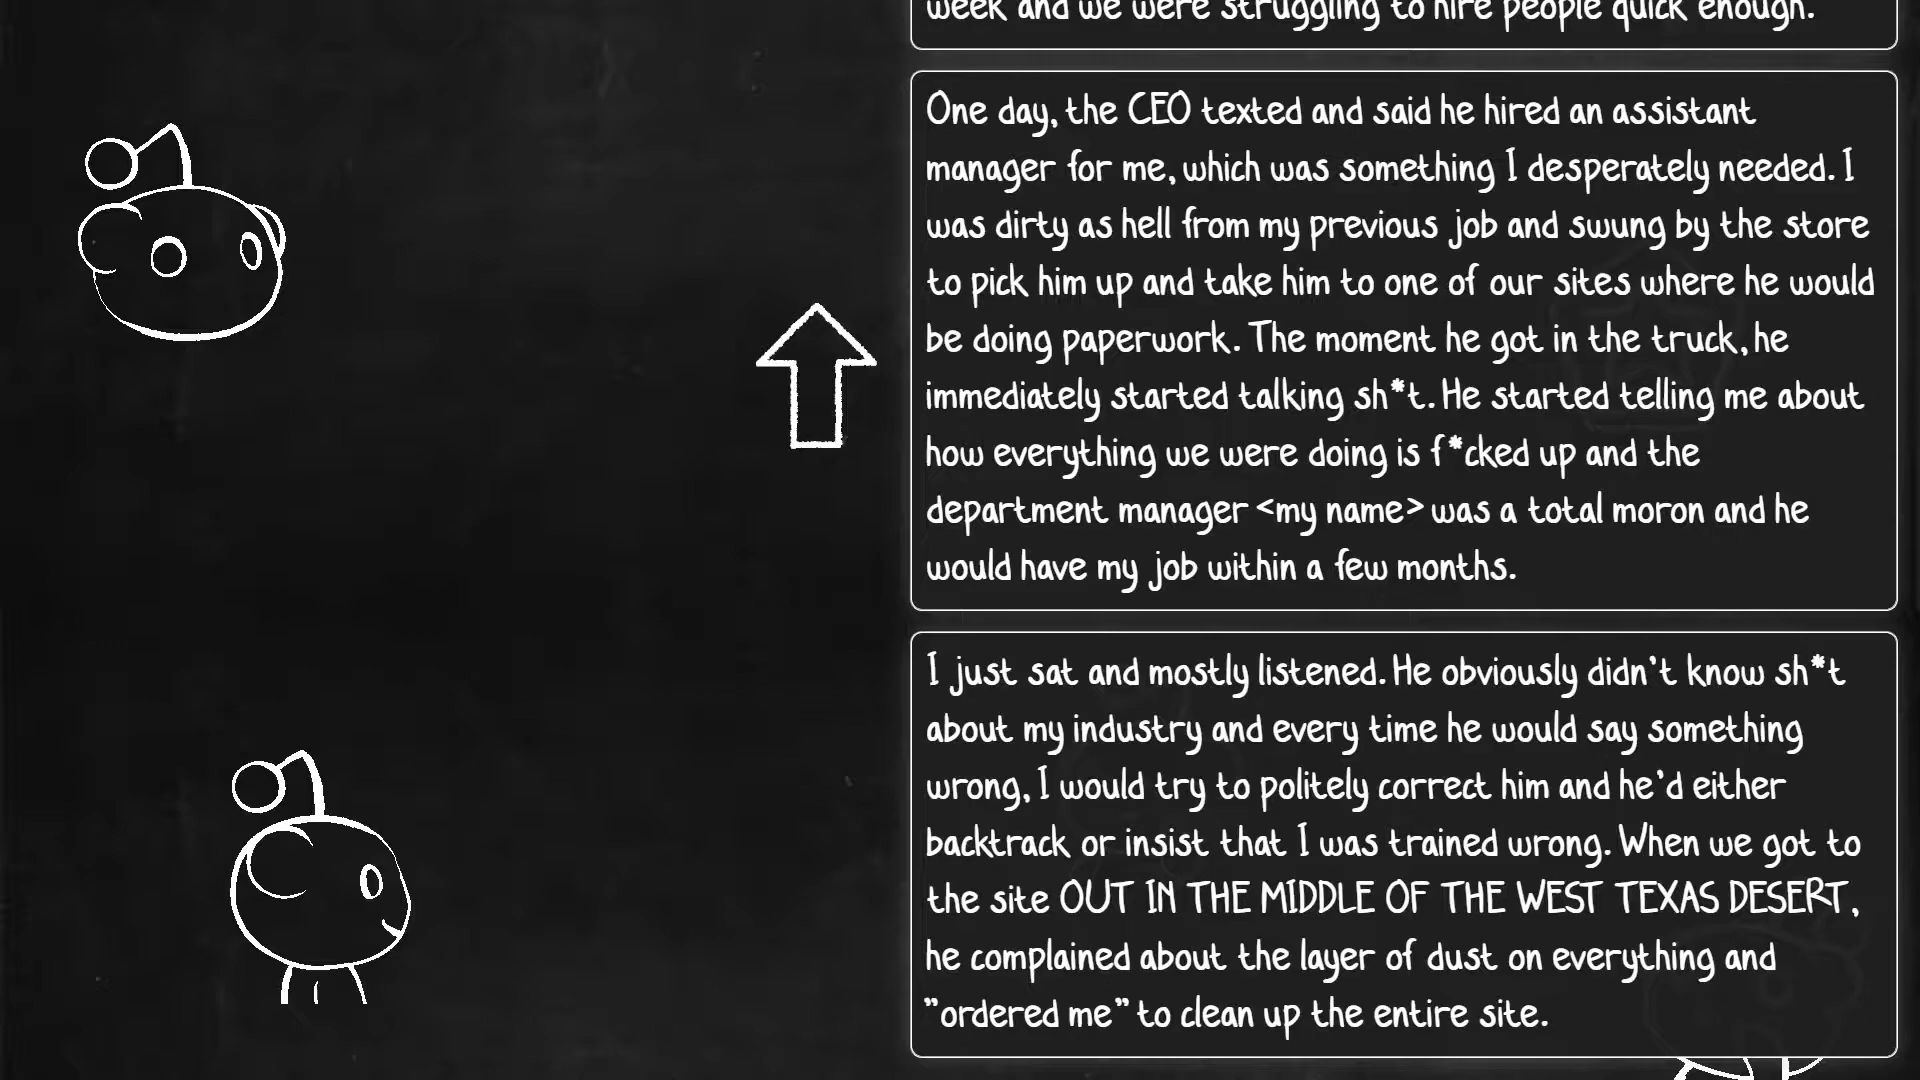 week and we were struggling to hire people quick enough.
One day, the CEO texted and said he hired an assistant
manager for me, which was something I desperately needed. I
was dirty as hell from my previous job and swung by the store
to pick him up and take him to one of our sites where he would
be doing paperwork. The moment he got in the truck, he
immediately started talking sh*t. He started telling me about
how everything we were doing is f*cked up and the
department manager <my name> was a total moron and he
would have my job within a few months.
I just sat and mostly listened. He obviously didn't know sh*t
about my industry and every time he would say something
wrong, I would try to politely correct him and he'd either
backtrack or insist that I was trained wrong. When we got to
the site OUT IN THE MIDDLE OF THE WEST TEXAS DESERT,
he complained about the layer of dust on everything and
"ordered me" to clean up the entire site.